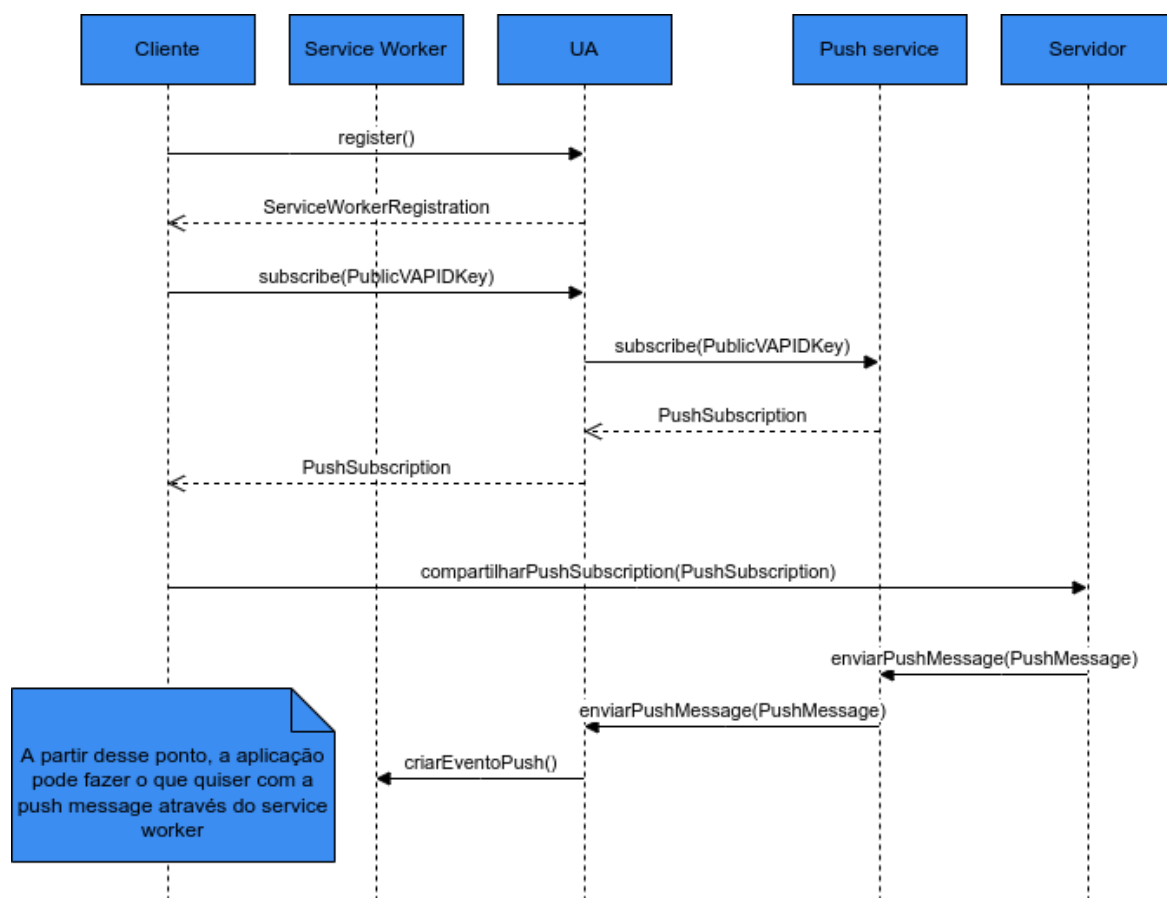 Cliente
Service Worker
UA
Push service
Servidor
register()
ServiceWorkerRegistration
subscribe(PublicVAPIDKey)
subscribe(PublicVAPIDKey)
PushSubscription
PushSubscription
compartilharPushSubscription(PushSubscription)
enviarPushMessage(PushMessage)
enviarPushMessage(PushMessage)
criarEventoPush()
A partir desse ponto, a aplicação
pode fazer o que quiser com a
push message através do service
worker